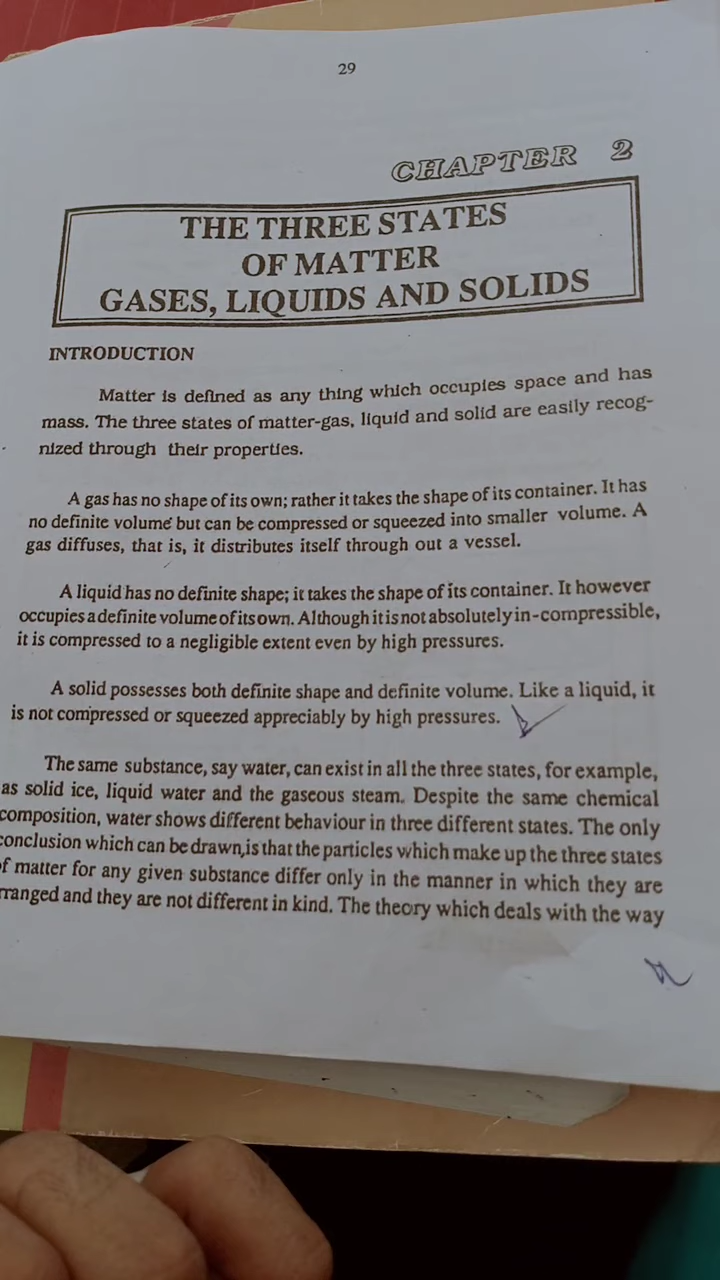 29
CHAPTER 2
THE THREE STATES
OF MATTER
GASES, LIQUIDS AND SOLIDS
INTRODUCTION
Matter is defined as any thing which occupies space and has
mass. The three states of matter-gas, liquid and solid are easily recog-
nized through their properties.
A gas has no shape of its own; rather it takes the shape of its container. It has
no definite volume but can be compressed or squeezed into smaller volume. A
gas diffuses, that is, it distributes itself through out a vessel.
A liquid has no definite shape; it takes the shape of its container. It however
occupies a definite volume of its own. Although it is not absolutely in-compressible,
it is compressed to a negligible extent even by high pressures.
A solid possesses both definite shape and definite volume. Like a liquid, it
is not compressed or squeezed appreciably by high pressures.
The same substance, say water, can exist in all the three states, for example,
as solid ice, liquid water and the gaseous steam. Despite the same chemical
composition, water shows different behaviour in three different states. The only
conclusion which can be drawn, is that the particles which make up the three states
f matter for any given substance differ only in the manner in which they are
rranged and they are not different in kind. The theory which deals with the way